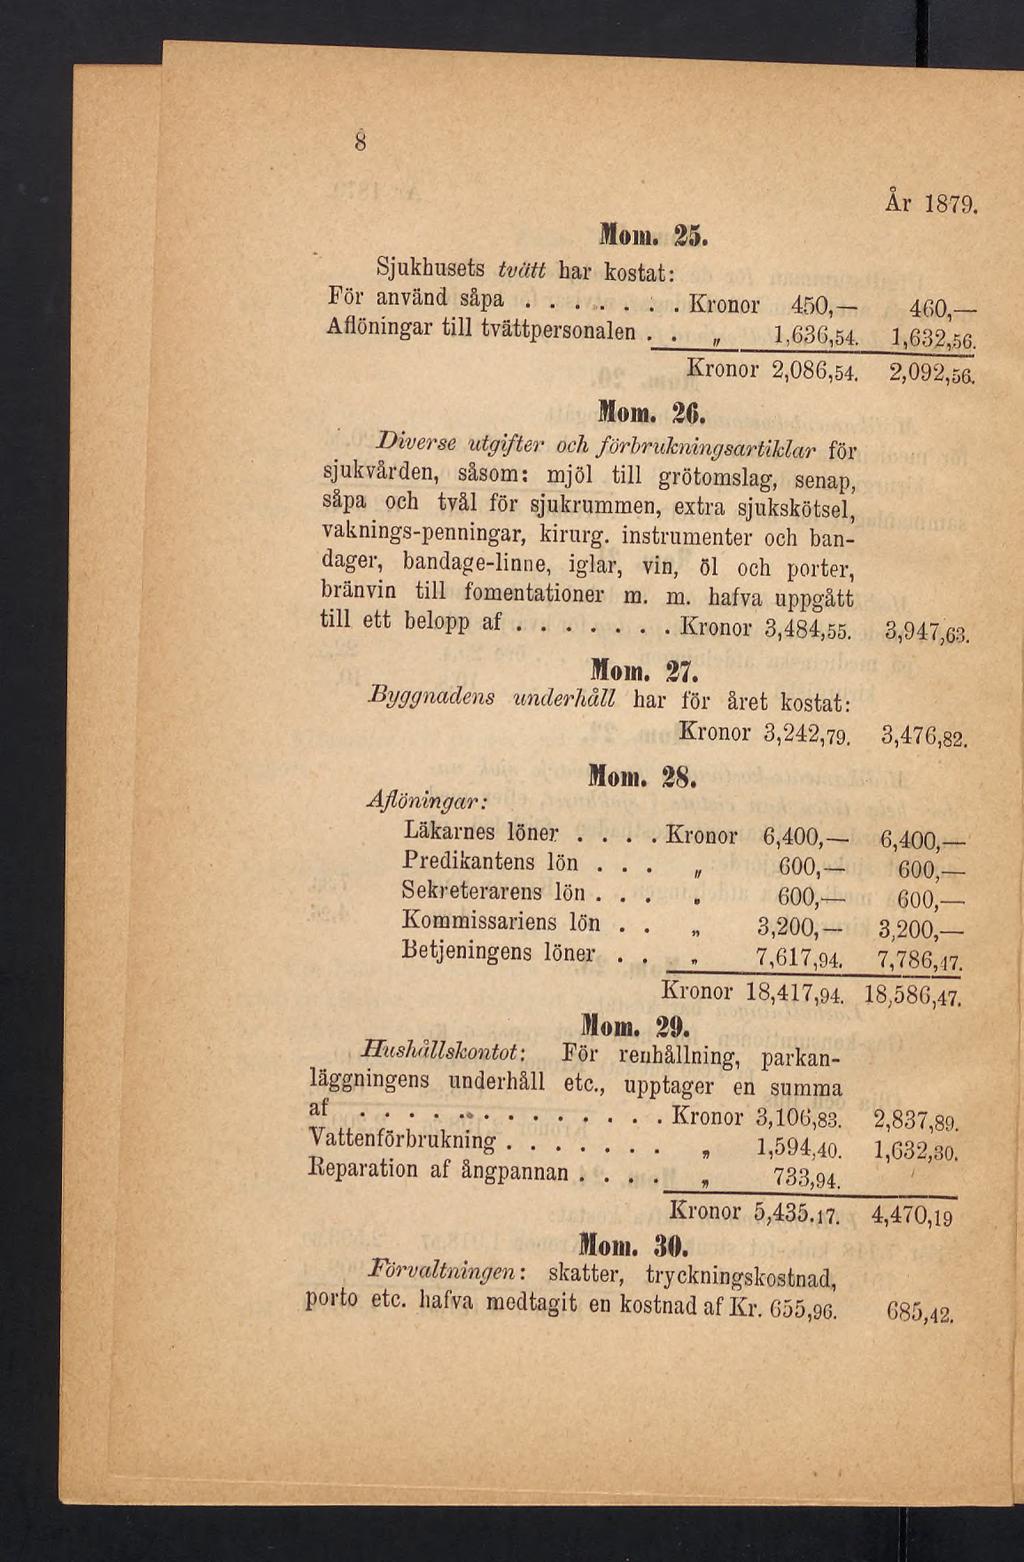 8
År 1879.
Mom. 25.
Sjukhusets tvätt har kostat:
För använd såpa . . . . . . . Kronor 450,— 460,—
Aflöningar till tvättpersonalen . . „ 1,636,54. 1,632,56.
Kronor 2,086,54. 2,092,56.
Mom. 26.
Diverse utgifter och förbrukningsartiklar för
sjukvården, såsom: mjöl till grötomslag, senap,
såpa och tvål för sjukrummen, extra sjukskötsel,
vaknings-penningar, kirurg. instrumenter och ban-
dager, bandage-linne, iglar, vin, öl och porter,
bränvin till fomentationer m. m. hafva uppgått
till ett belopp af . . . . . . . Kronor 3,484,55. 3,947,63.
Mom. 27.
Byggnadens underhåll har för året kostat:
Kronor 3,242,79. 3,476,82.
Mom. 28.
Aflöningar:
Läkarnes löner . . . . Kronor 6,400,— 6,400,—
Predikantens lön . . . „ 600,— 600,—
Sekreterarens lön . . . „ 600,— 600,—
Kommissariens lön . . „ 3,200,— 3,200,—
Betjeningens löner . . „ 7,617,94. 7,786,47.
Kronor 18,417,94. 18,586,47.
Mom. 29.
Hushållskontot: För renhållning, parkan-
läggningens underhåll etc., upptager en summa
af . . . . . . . . . . . . . Kronor 3,106,83. 2,837,89.
Vattenförbrukning . . . . . . . „ 1,594,40. 1,632,30.
Reparation af ångpannan . . . . „ 733,94.
Kronor 5,435.17. 4,470,19
Mom. 30.
Förvaltningen: skatter, tryckningskostnad,
porto etc. hafva medtagit en kostnad af Kr. 655,96. 685,42.